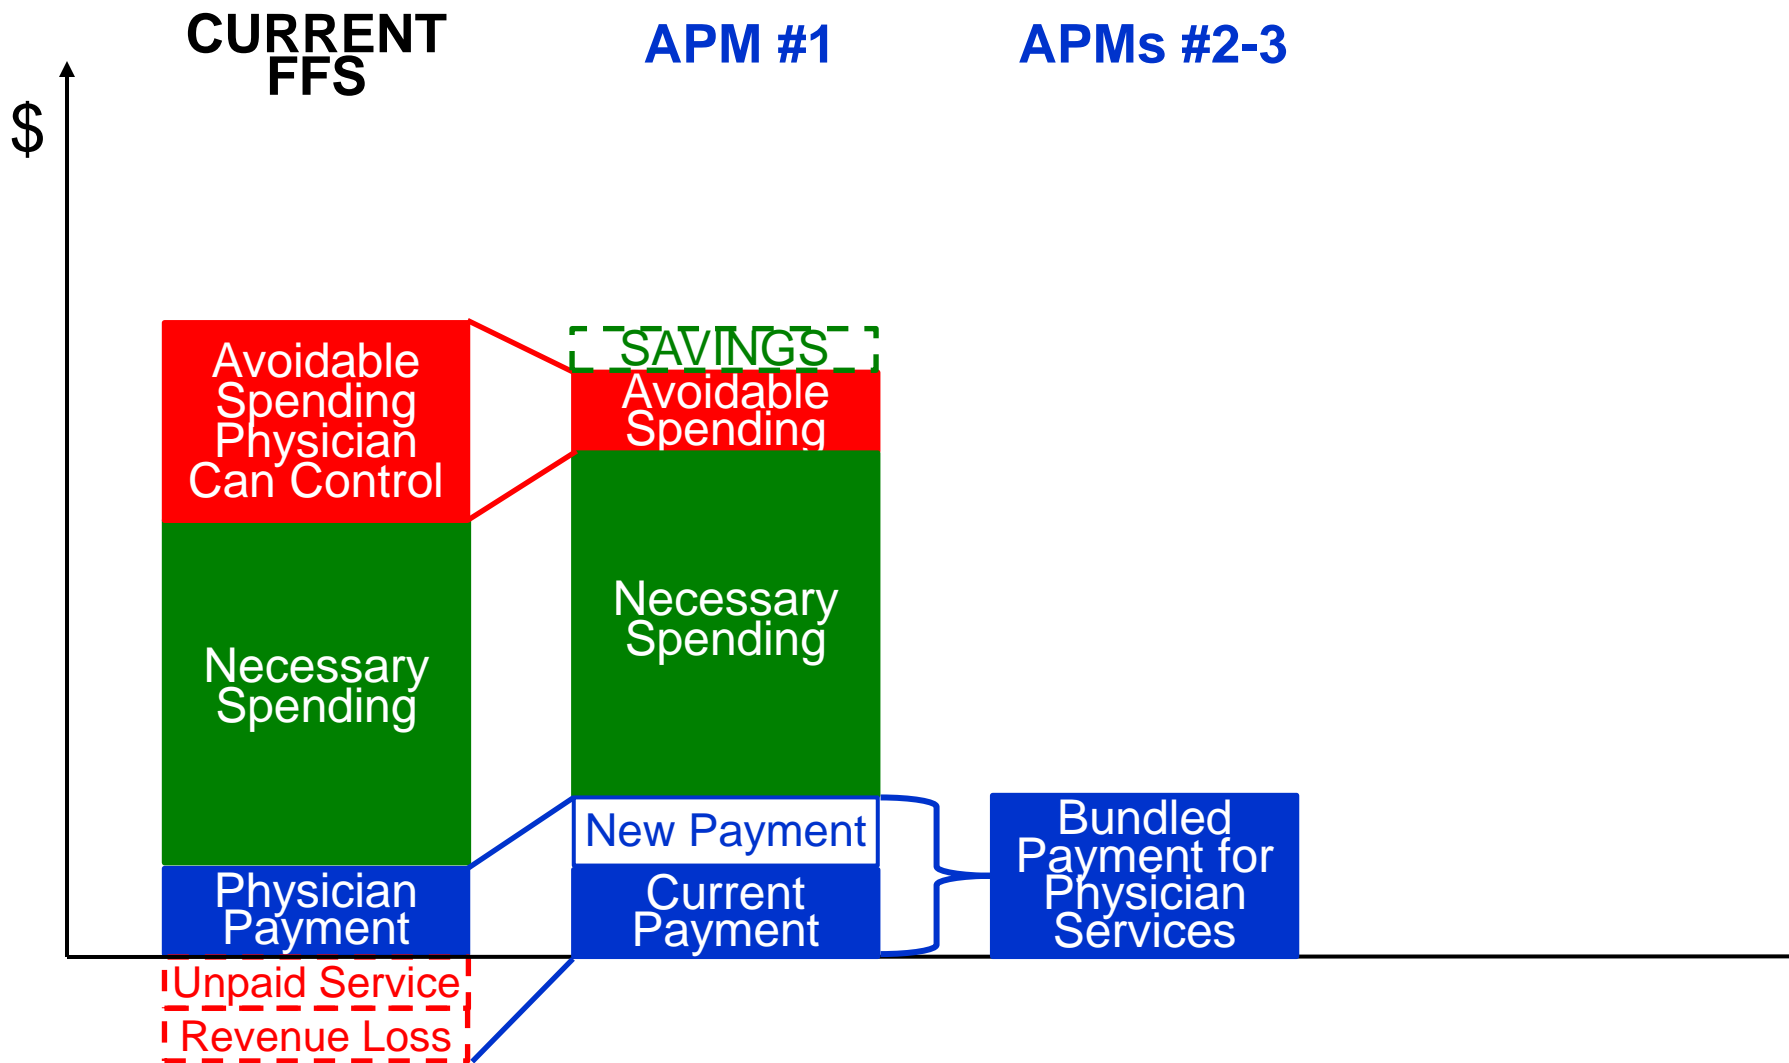 CURRENT
FFS
APM #1
APMs #2-3
$
Avoidable
Spending
Physician
Can Control
Necessary
Spending
Physician
Payment
Unpaid Service
Revenue Loss
SAVINGS
Avoidable
Spending
Necessary
Spending
New Payment
Current
Payment
Bundled
Payment for
Physician
Services